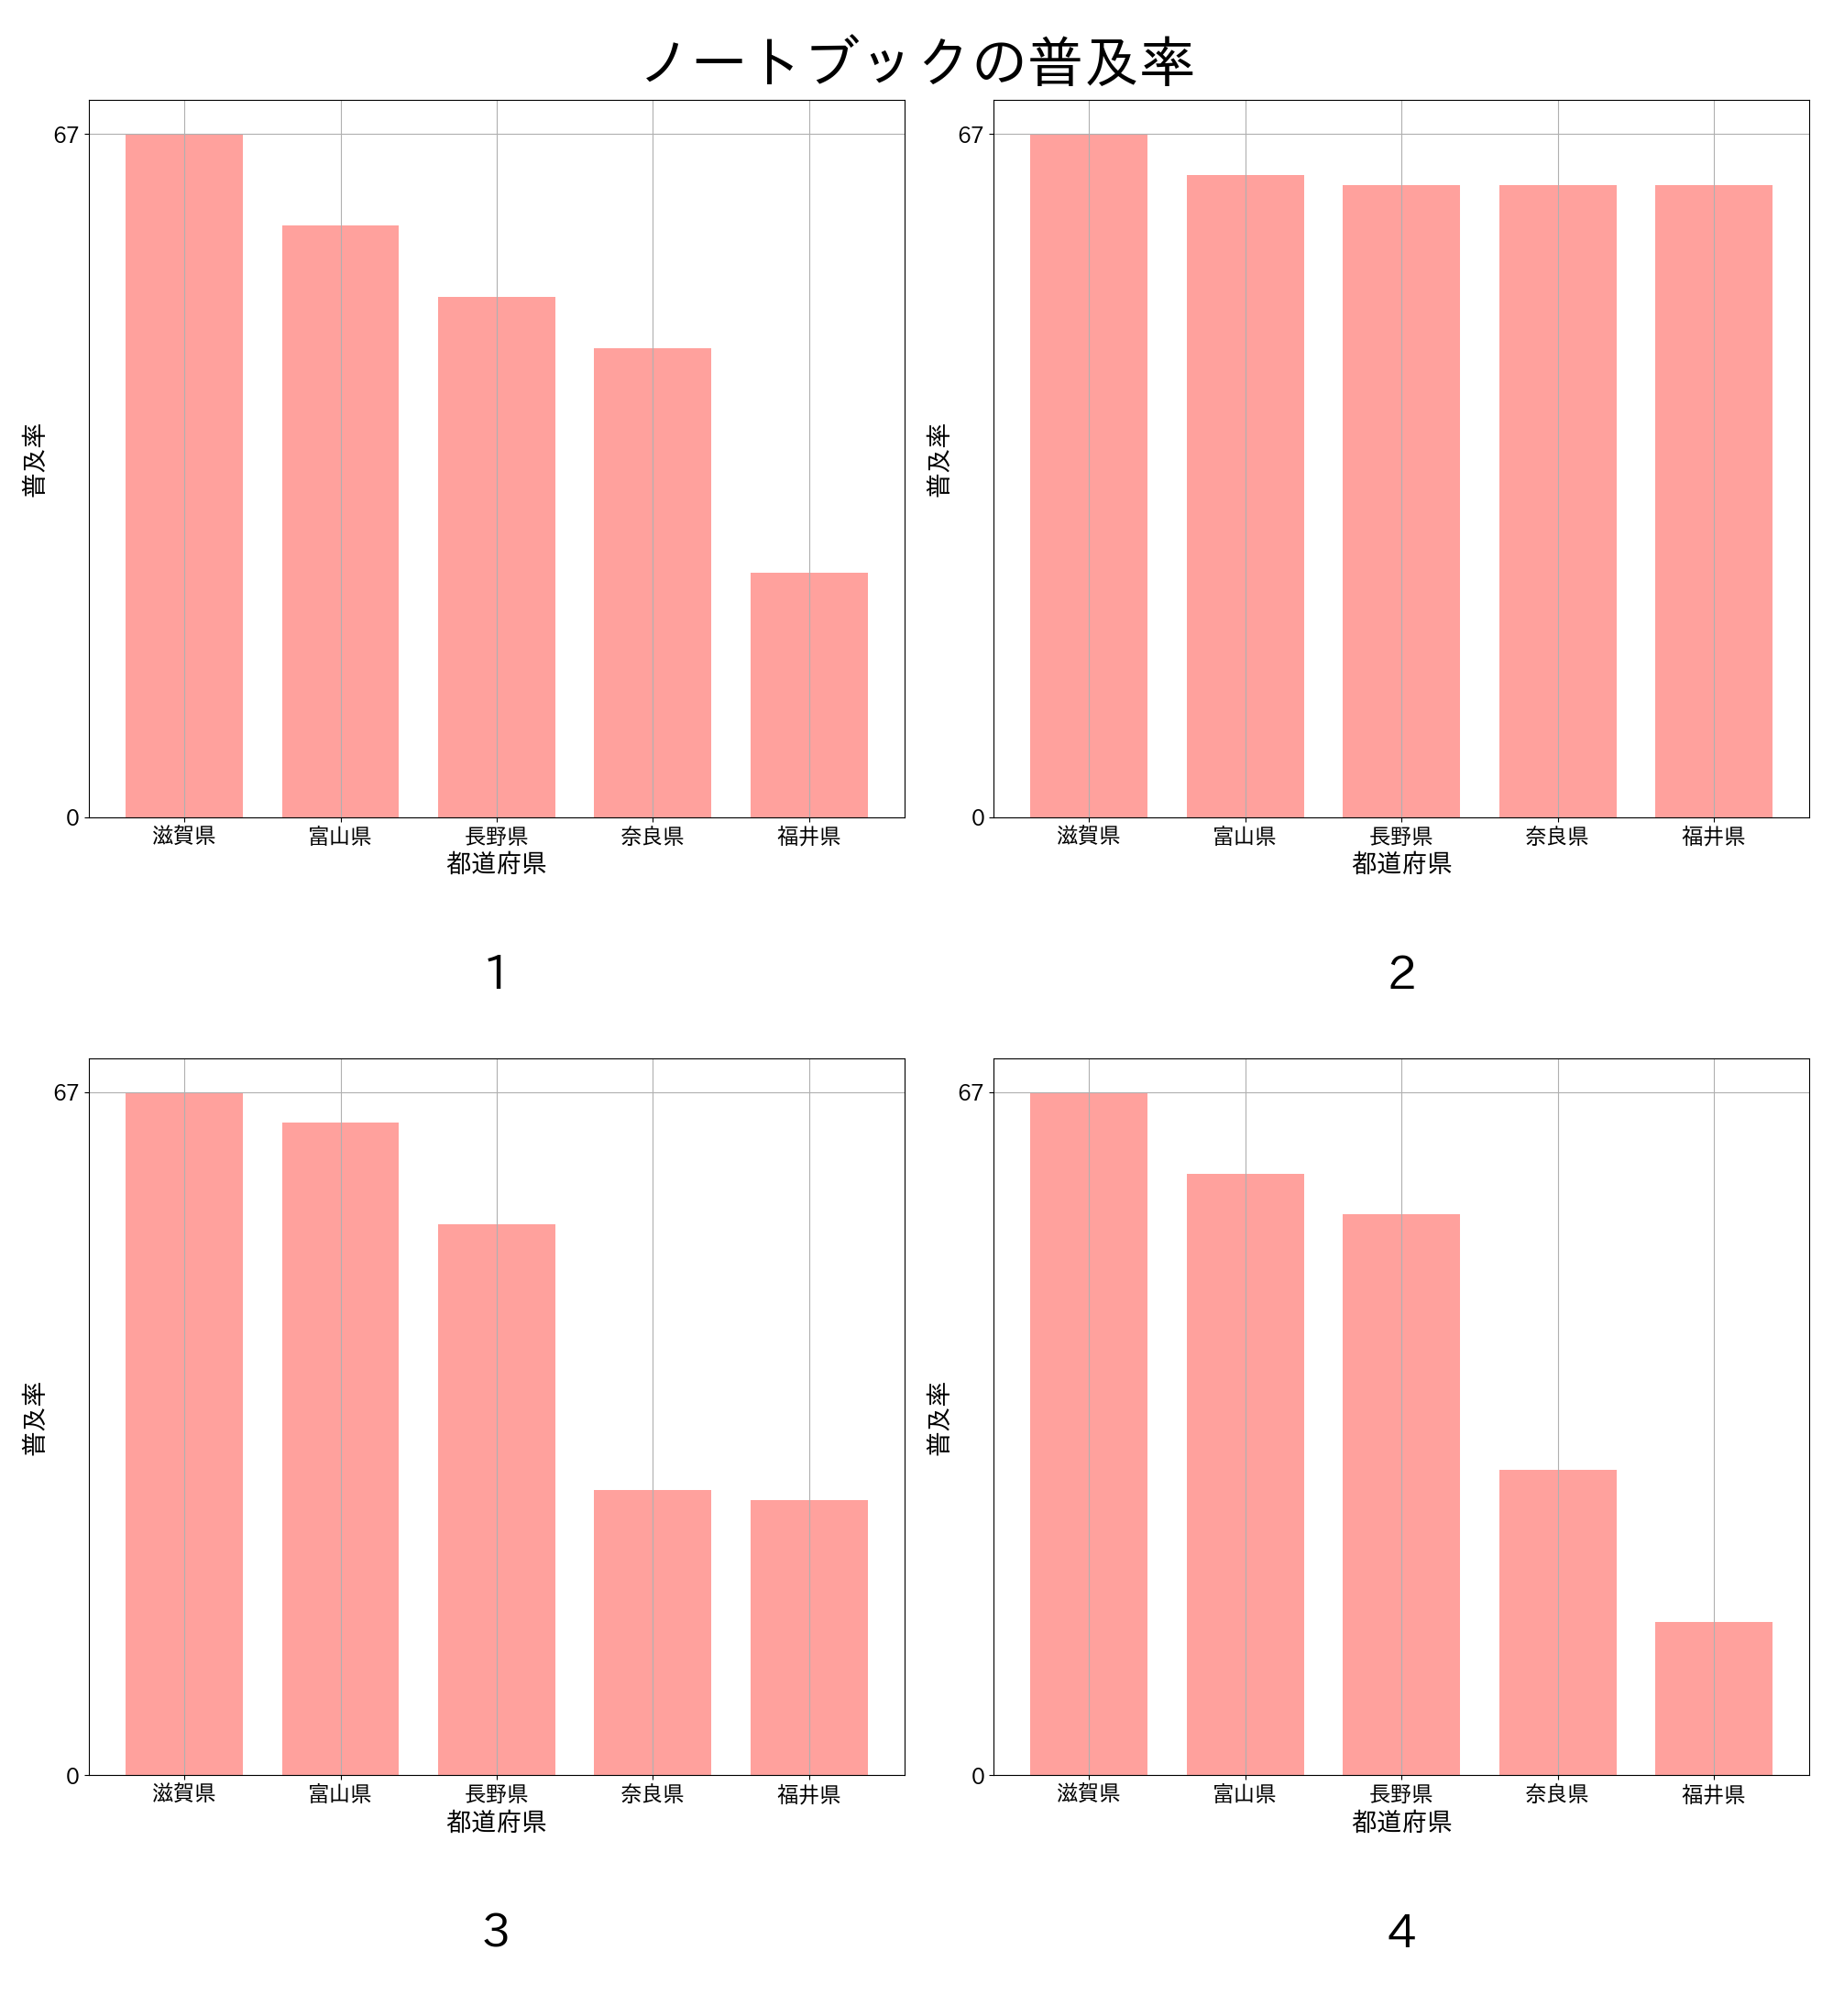 ノートブックの普及率
67
0
普及率
滋賀県 富山県 長野県 奈良県 福井県
都道府県
1
67
0
普及率
滋賀県 富山県 長野県 奈良県 福井県
都道府県
2
67
0
普及率
滋賀県 富山県 長野県 奈良県 福井県
都道府県
3
67
0
普及率
滋賀県 富山県 長野県 奈良県 福井県
都道府県
4